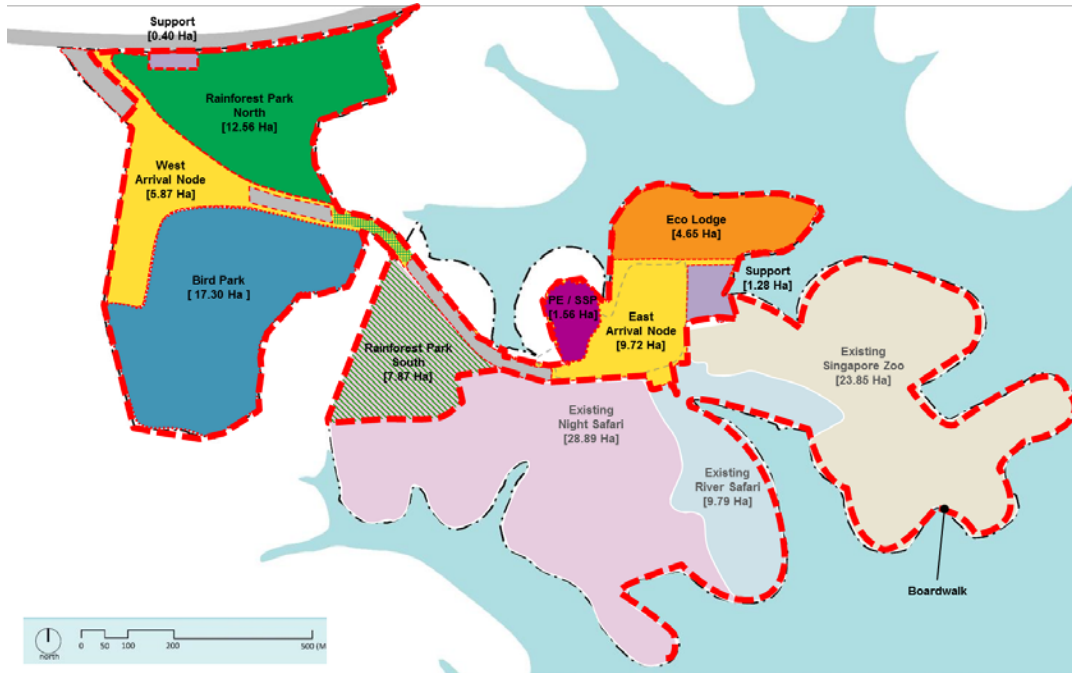 Support
[0.40 Ha]
Rainforest Park
North
[12.56 Ha]
West
Arrival Node
[5.87 Ha]
Eco Lodge
[4.65 Ha]
Bird Park
[ 17.30 Ha ]
Support
[1.28 Ha]
PE / SSP
[1.56 Ha]
East
Arrival Node
[9.72 Ha]
Rainforest Park
South
[7.87 Ha]
Existing
Singapore Zoo
[23.85 Ha]
Existing
Night Safari
[28.89 Ha]
Existing
River Safari
[9.79 Ha]
Boardwalk
north
0 50 100 200 500 (M